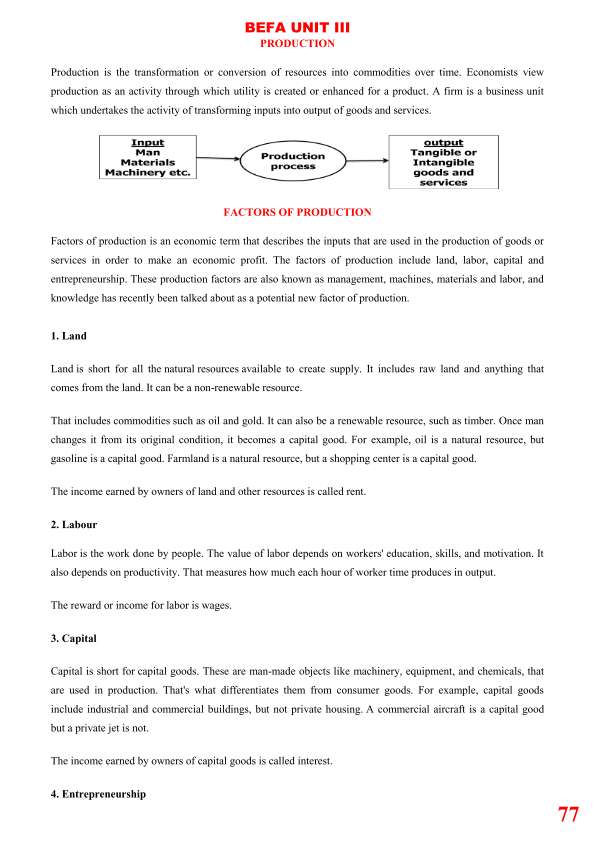 BEFA UNIT III
PRODUCTION
Production is the transformation or conversion of resources into commodities over time. Economists view
production as an activity through which utility is created or enhanced for a product. A firm is a business unit
which undertakes the activity of transforming inputs into output of goods and services.
Input
Man
Materials
Machinery etc.
Production
process
output
Tangible or
Intangible
goods and
services
FACTORS OF PRODUCTION
Factors of production is an economic term that describes the inputs that are used in the production of goods or
services in order to make an economic profit. The factors of production include land, labor, capital and
entrepreneurship. These production factors are also known as management, machines, materials and labor, and
knowledge has recently been talked about as a potential new factor of production.
1. Land
Land is short for all the natural resources available to create supply. It includes raw land and anything that
comes from the land. It can be a non-renewable resource.
That includes commodities such as oil and gold. It can also be a renewable resource, such as timber. Once man
changes it from its original condition, it becomes a capital good. For example, oil is a natural resource, but
gasoline is a capital good. Farmland is a natural resource, but a shopping center is a capital good.
The income earned by owners of land and other resources is called rent.
2. Labour
Labor is the work done by people. The value of labor depends on workers' education, skills, and motivation. It
also depends on productivity. That measures how much each hour of worker time produces in output.
The reward or income for labor is wages.
3. Capital
Capital is short for capital goods. These are man-made objects like machinery, equipment, and chemicals, that
are used in production. That's what differentiates them from consumer goods. For example, capital goods
include industrial and commercial buildings, but not private housing. A commercial aircraft is a capital good
but a private jet is not.
The income earned by owners of capital goods is called interest.
4. Entrepreneurship
77